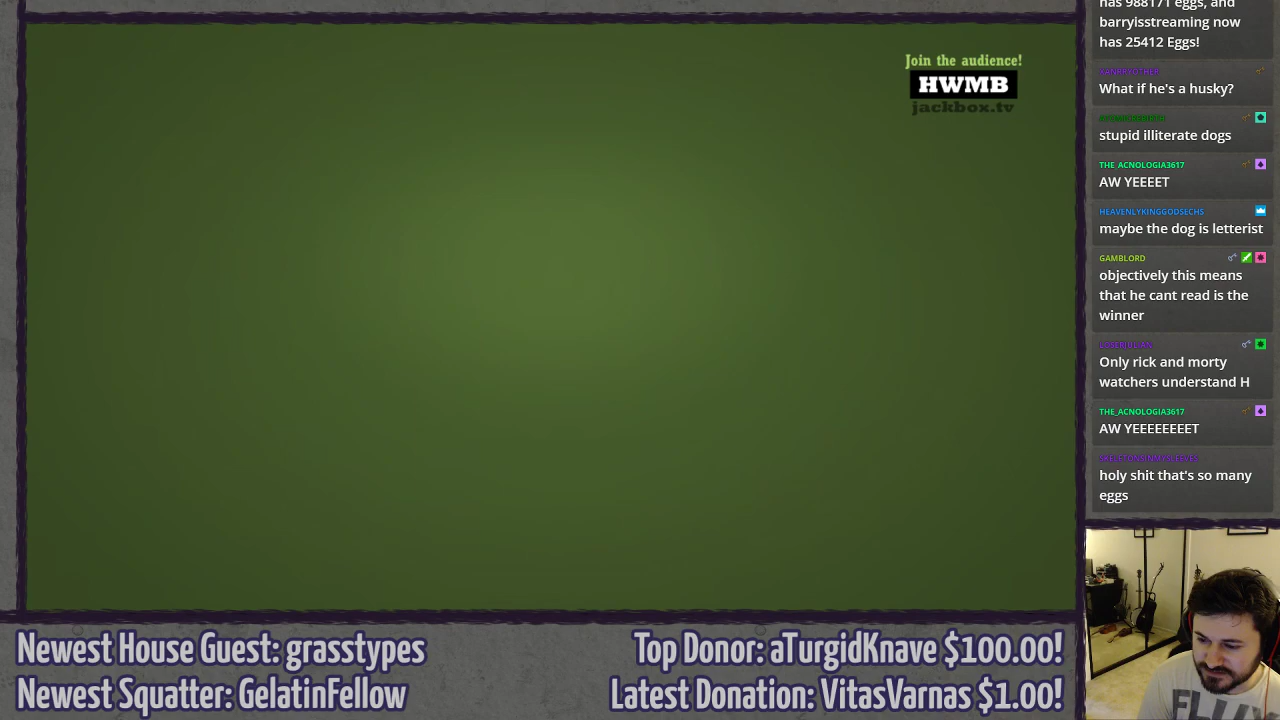 Join the audience!
HWMB
jackbox.tv
has 988171 eggs, and
barryisstreaming now
has 25412 Eggs!
What if he's a husky?
stupid illiterate dogs
THE_ACNOLOGIA3617
AW YEEEET
HEAVENLYKINGGODSECHS
maybe the dog is letterist
GAMBLORD
objectively this means
that he cant read is the
winner
Only rick and morty
watchers understand H
THE_ACNOLOGIA3617
AW YEEEEEEEET
SKELETONSINMYSLEEVES
holy shit that's so many
eggs
Newest House Guest: grasstypes
Newest Squatter: GelatinFellow
Top Donor: aTurgidKnave $100.00!
Latest Donation: VitasVarnas $1.00!